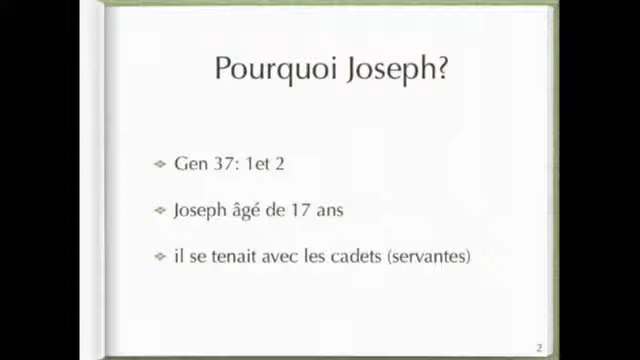 Pourquoi Joseph?
Gen 37: 1et 2
Joseph âgé de 17 ans
il se tenait avec les cadets (servantes)
2